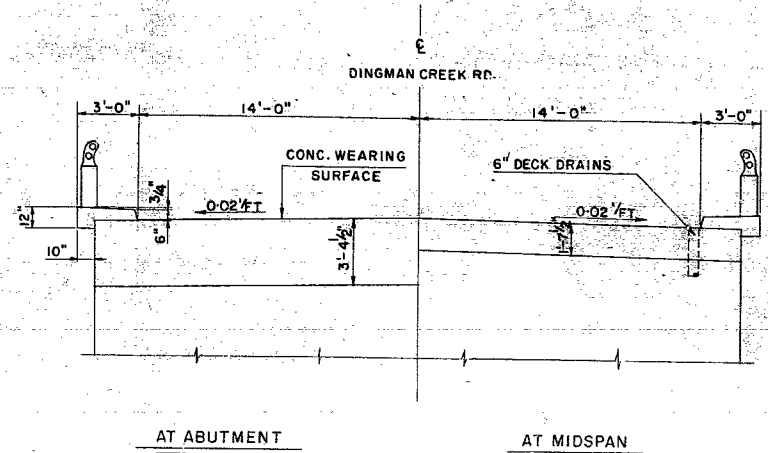 ℄
DINGMAN CREEK RD.
3'-0" 14'-0" 14'-0" 3'-0"
CONC. WEARING
SURFACE
6" DECK DRAINS
12"
3/4"
0·02'/FT
0·02'/FT
6"
10"
3'-4½"
1'-7½"
AT ABUTMENT
AT MIDSPAN